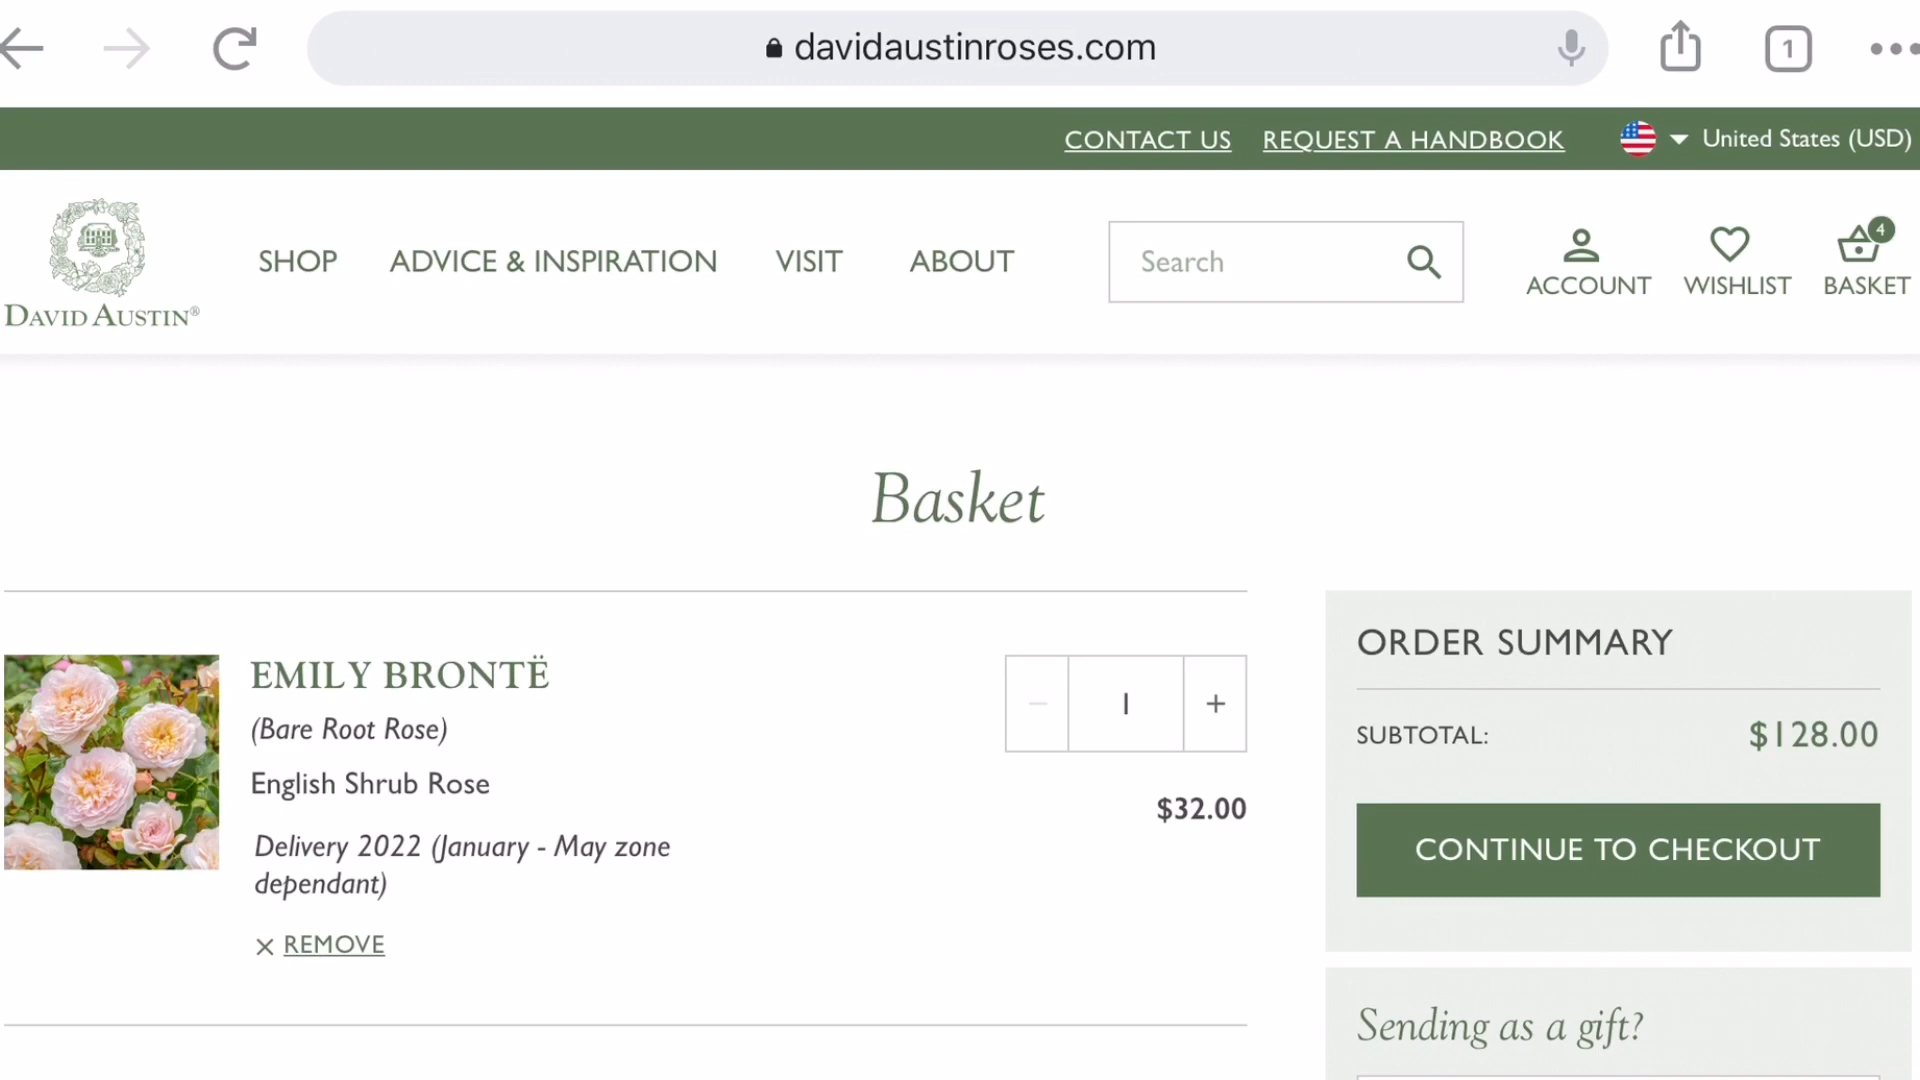 davidaustinroses.com
1
CONTACT US
REQUEST A HANDBOOK
United States (USD)
DAVID AUSTIN®
SHOP
ADVICE & INSPIRATION
VISIT
ABOUT
Search
ACCOUNT
WISHLIST
4
BASKET
Basket
EMILY BRONTË
(Bare Root Rose)
English Shrub Rose
Delivery 2022 (January - May zone
dependant)
× REMOVE
− 1 +
$32.00
ORDER SUMMARY
SUBTOTAL: $128.00
CONTINUE TO CHECKOUT
Sending as a gift?